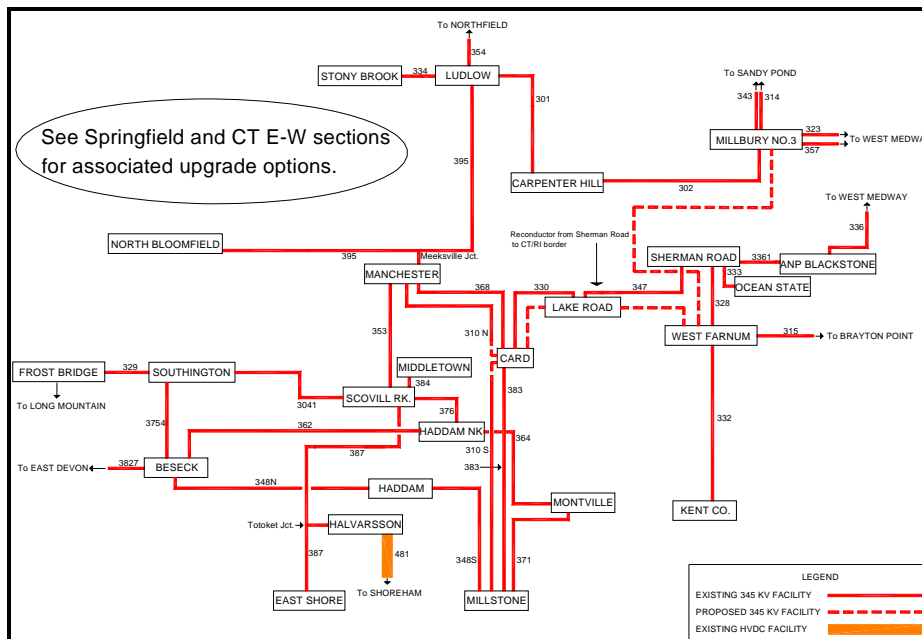 To NORTHFIELD
354
STONY BROOK
334
LUDLOW
To SANDY POND
343
314
301
323
To WEST MEDWA
MILLBURY NO.3
357
See Springfield and CT E-W sections
for associated upgrade options.
395
CARPENTER HILL
302
To WEST MEDWAY
336
NORTH BLOOMFIELD
395
Meeksville Jct.
MANCHESTER
Reconductor from Sherman Road
to CT/RI border
SHERMAN ROAD
3361
ANP BLACKSTONE
333
OCEAN STATE
368
330
347
LAKE ROAD
328
353
310 N
CARD
WEST FARNUM
315
To BRAYTON POINT
FROST BRIDGE
329
SOUTHINGTON
MIDDLETOWN
384
383
To LONG MOUNTAIN
3041
SCOVILL RK.
3754
362
376
HADDAM NK
364
332
387
310 S
383
To EAST DEVON
3827
BESECK
348N
HADDAM
MONTVILLE
KENT CO.
Totoket Jct.
HALVARSSON
387
481
348S
371
To SHOREHAM
EAST SHORE
MILLSTONE
LEGEND
EXISTING 345 KV FACILITY
PROPOSED 345 KV FACILITY
EXISTING HVDC FACILITY